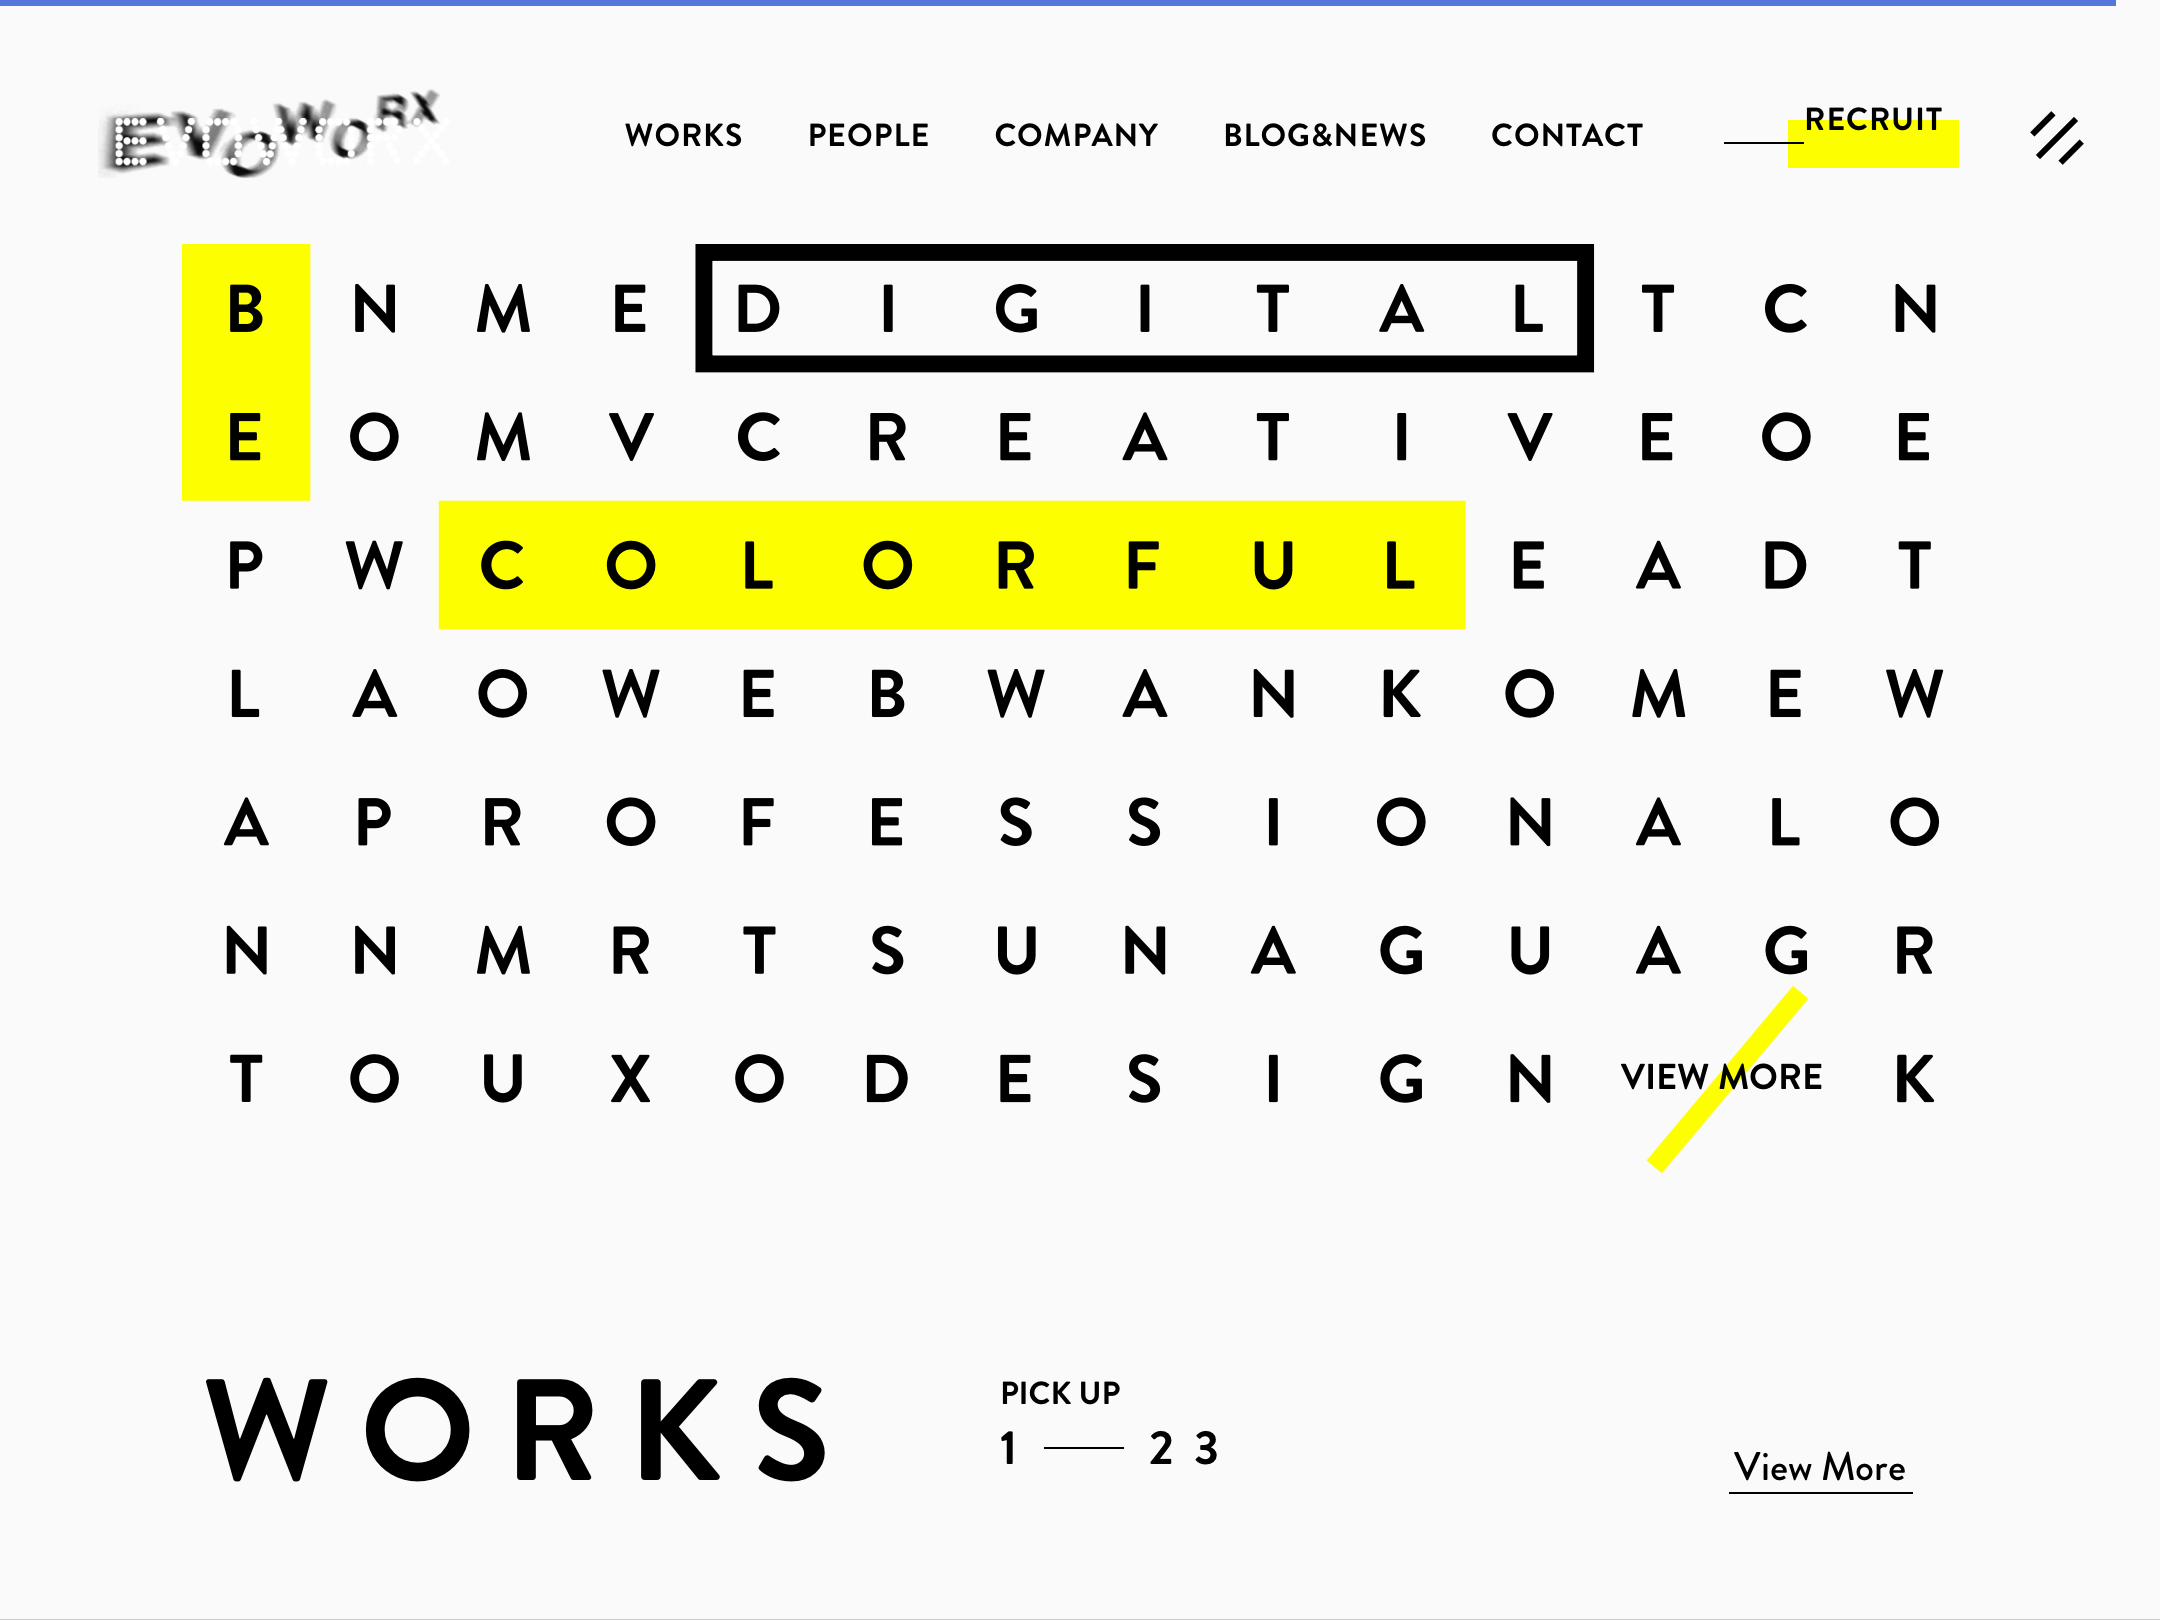 EVOWORX
WORKS PEOPLE COMPANY BLOG&NEWS CONTACT RECRUIT
B N M E D I G I T A L T C N
E O M V C R E A T I V E O E
P W C O L O R F U L E A D T
L A O W E B W A N K O M E W
A P R O F E S S I O N A L O
N N M R T S U N A G U A G R
T O U X O D E S I G N VIEW MORE K
WORKS
PICK UP
1 2 3
View More